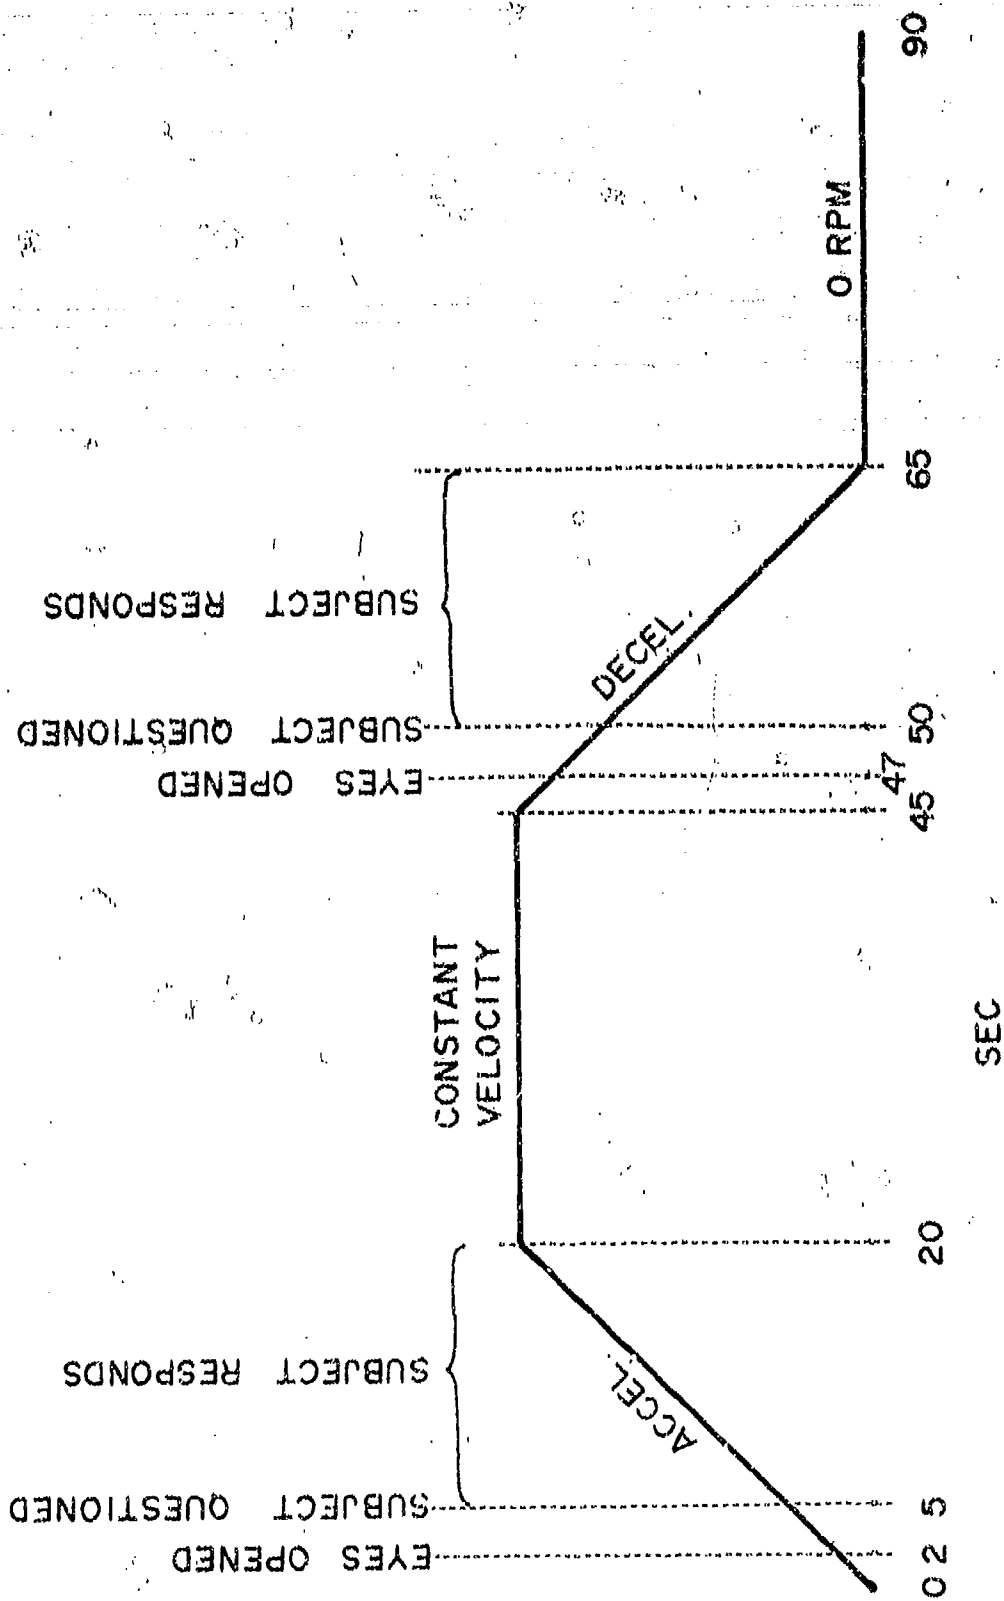 EYES OPENED
SUBJECT QUESTIONED
SUBJECT RESPONDS
EYES OPENED
SUBJECT QUESTIONED
SUBJECT RESPONDS
CONSTANT
VELOCITY
ACCEL.
DECEL.
0 RPM
0 2 5 20 45 47 50 65 90
SEC